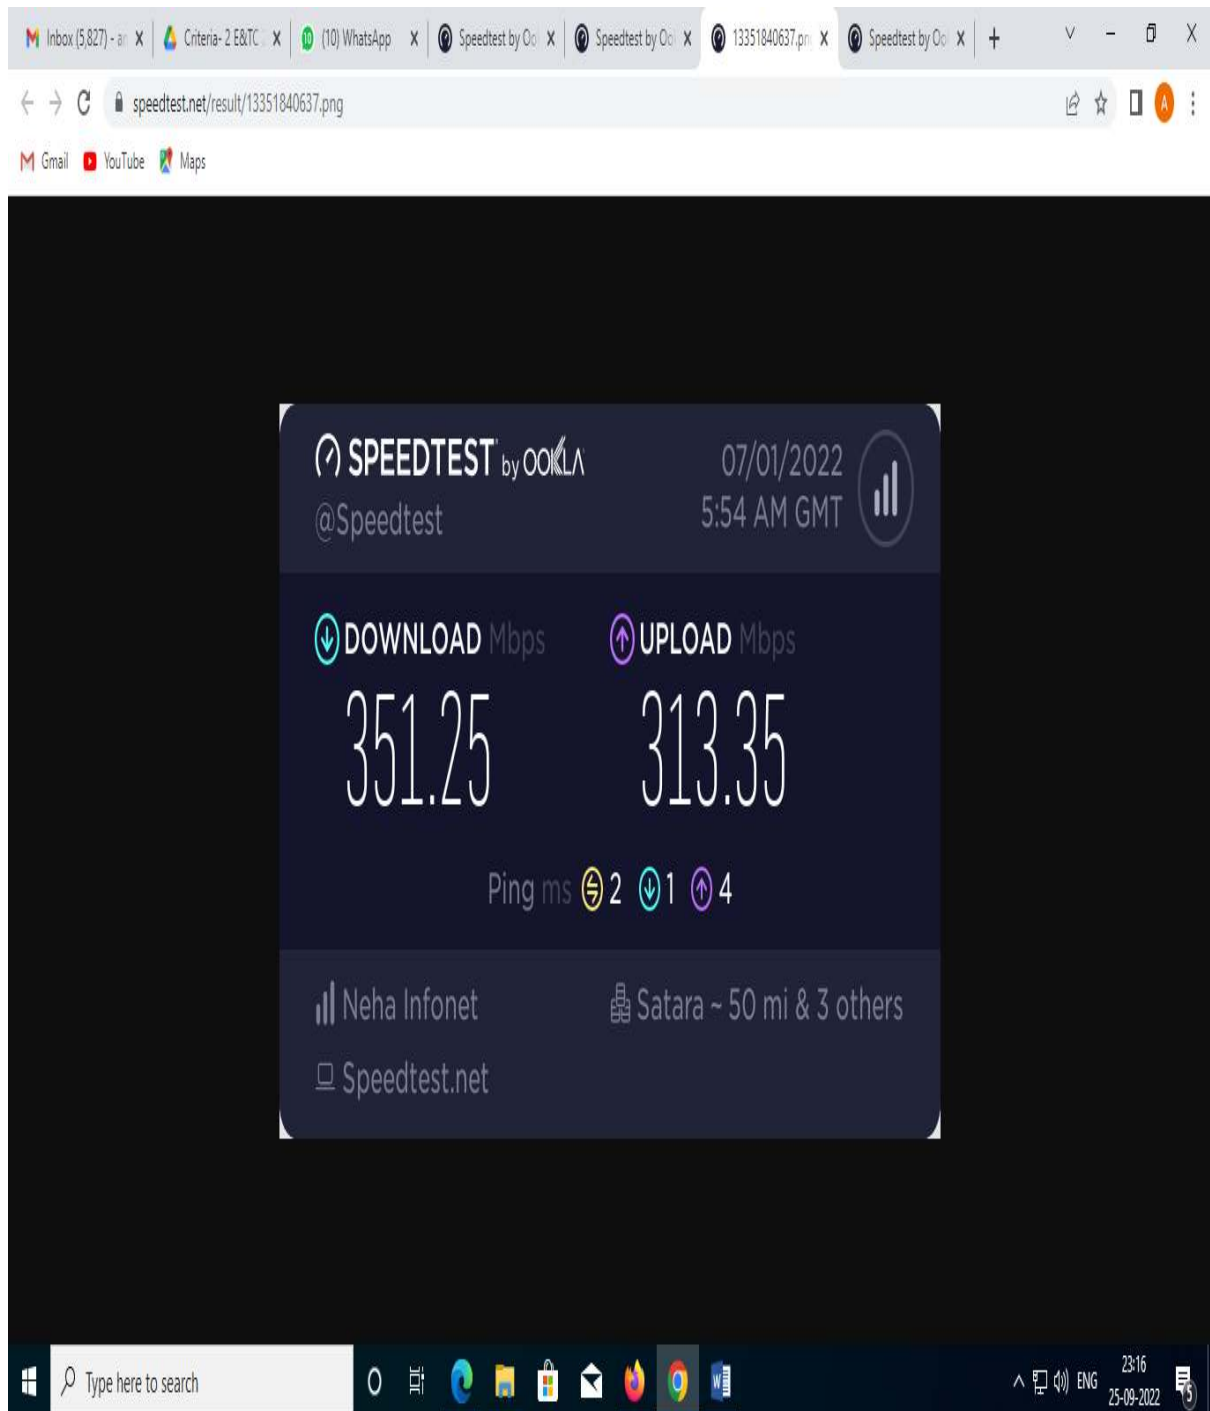 Inbox (5,827) - an
Criteria- 2 E&TC
(10) WhatsApp
Speedtest by Oo
Speedtest by Oo
13351840637.pn
Speedtest by Oo
speedtest.net/result/13351840637.png
A
Gmail YouTube Maps
SPEEDTEST by OOKLA
@Speedtest
07/01/2022
5:54 AM GMT
DOWNLOAD Mbps
351.25
UPLOAD Mbps
313.35
Ping ms 2 1 4
Neha Infonet
Satara ~ 50 mi & 3 others
Speedtest.net
Type here to search
ENG
23:16
25-09-2022
5